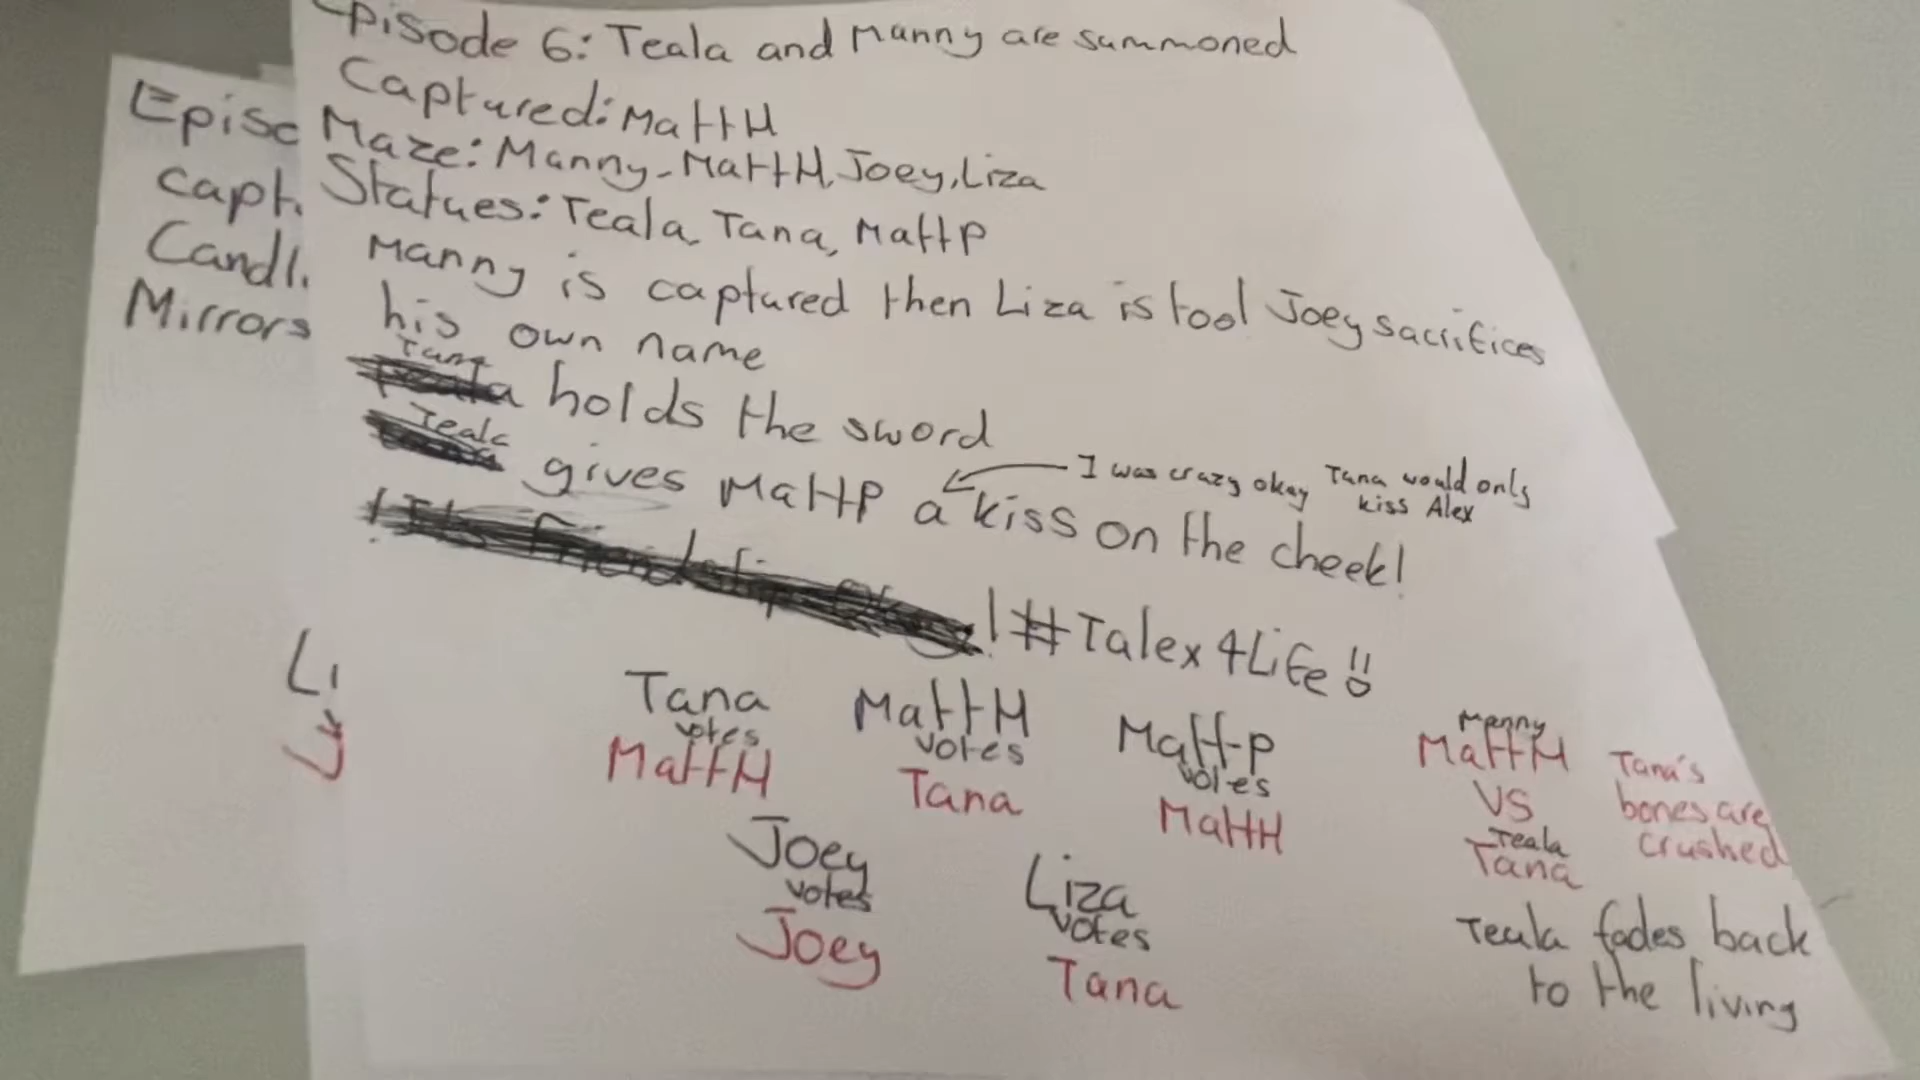 Episode 6: Teala and Manny are summoned
Captured: MattH
Maze: Manny-MattH, Joey, Liza
Statues: Teala, Tana, MattP
Manny is captured then Liza is tool Joey sacrifices
his own name
Tana
holds the sword
Teala
gives MattP a kiss on the cheek!
I was crazy okay Tana would only
kiss Alex
! #Talex4Life!!
Tana
votes
MattH
MattH
votes
Tana
Matt-P
votes
MattH
Joey
votes
Joey
Liza
votes
Tana
Manny
MattH
VS
Teala
Tana
Tana's
bones are
crushed
Teala fades back
to the living
Episo
Capt.
Candl.
Mirrors
Li